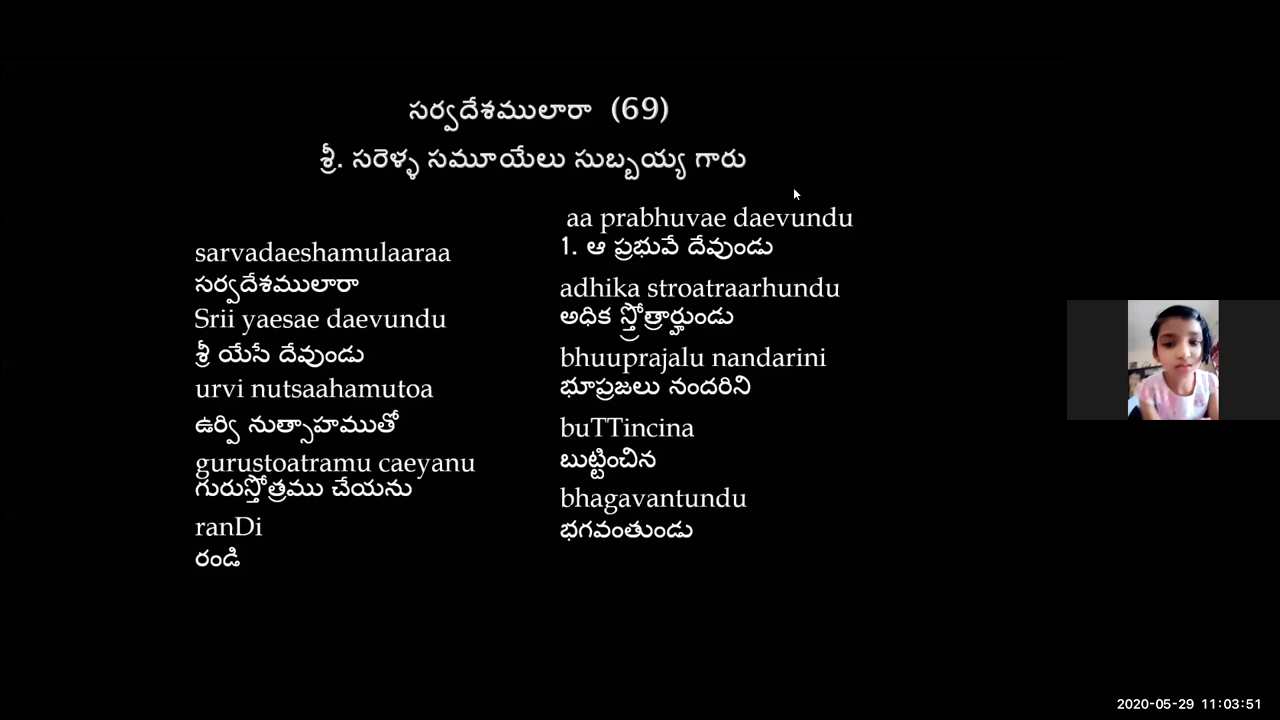 సర్వదేశములారా (69)
శ్రీ. సరెళ్ళ సమూయేలు సుబ్బయ్య గారు
sarvadaeshamulaaraa
సర్వదేశములారా
Srii yaesae daevundu
శ్రీ యేసే దేవుండు
urvi nutsaahamutoa
ఉర్వి నుత్సాహముతో
gurustoatramu caeyanu
గురుస్తోత్రము చేయను
ranDi
రండి
aa prabhuvae daevundu
1. ఆ ప్రభువే దేవుండు
adhika stroatraarhundu
అధిక స్త్రోత్రార్హుండు
bhuuprajalu nandarini
భూప్రజలు నందరిని
buTTincina
బుట్టించిన
bhagavantundu
భగవంతుండు
2020-05-29 11:03:51